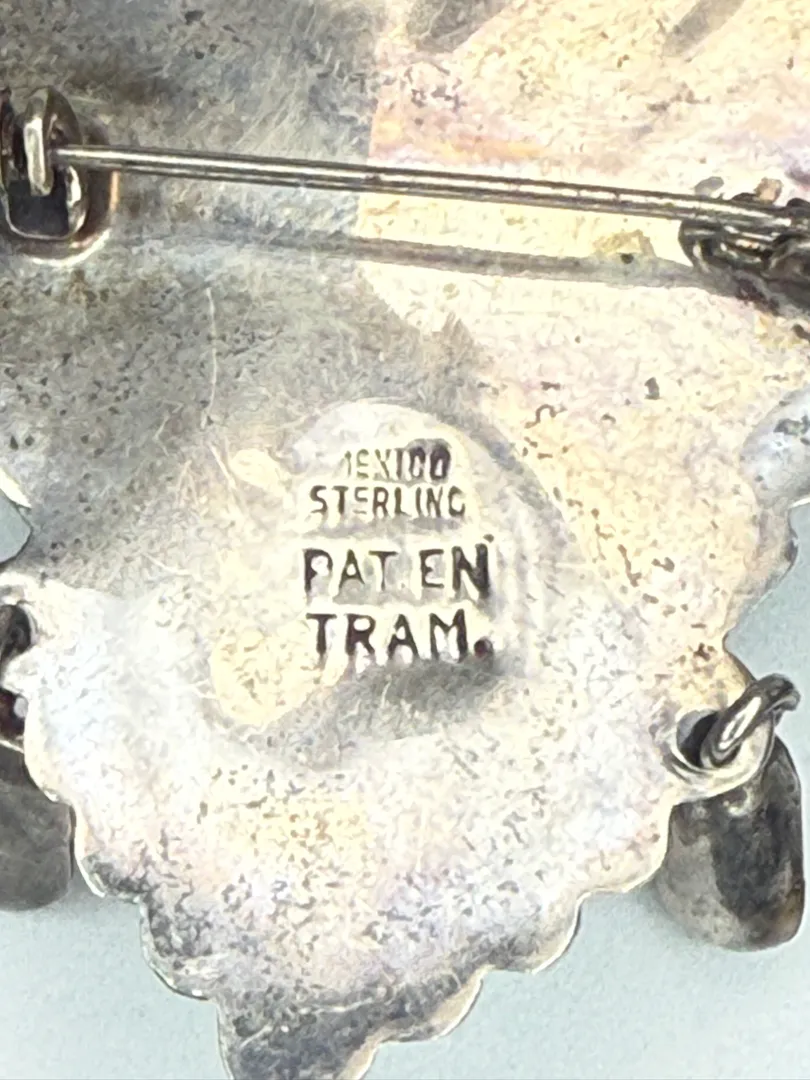 MEXICO
STERLING
PAT. EN
TRAM.